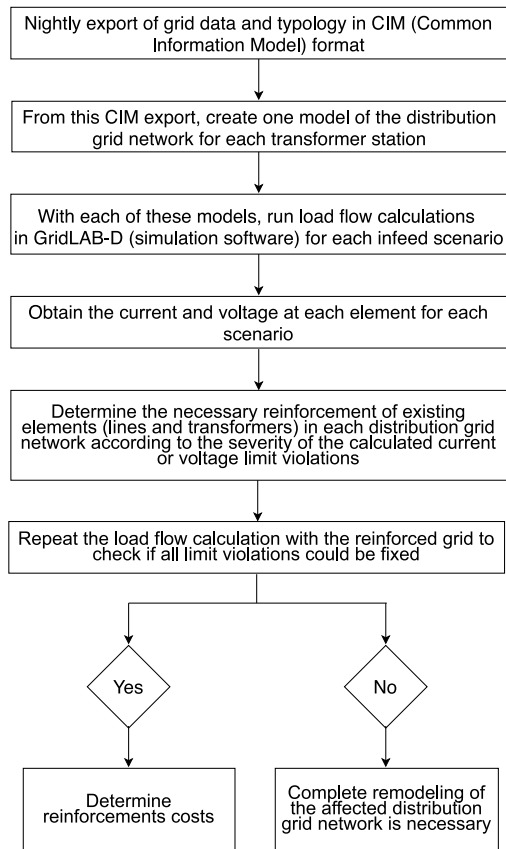 Nightly export of grid data and typology in CIM (Common
Information Model) format
From this CIM export, create one model of the distribution
grid network for each transformer station
With each of these models, run load flow calculations
in GridLAB-D (simulation software) for each infeed scenario
Obtain the current and voltage at each element for each
scenario
Determine the necessary reinforcement of existing
elements (lines and transformers) in each distribution grid
network according to the severity of the calculated current
or voltage limit violations
Repeat the load flow calculation with the reinforced grid to
check if all limit violations could be fixed
Yes
No
Determine
reinforcements costs
Complete remodeling of
the affected distribution
grid network is necessary